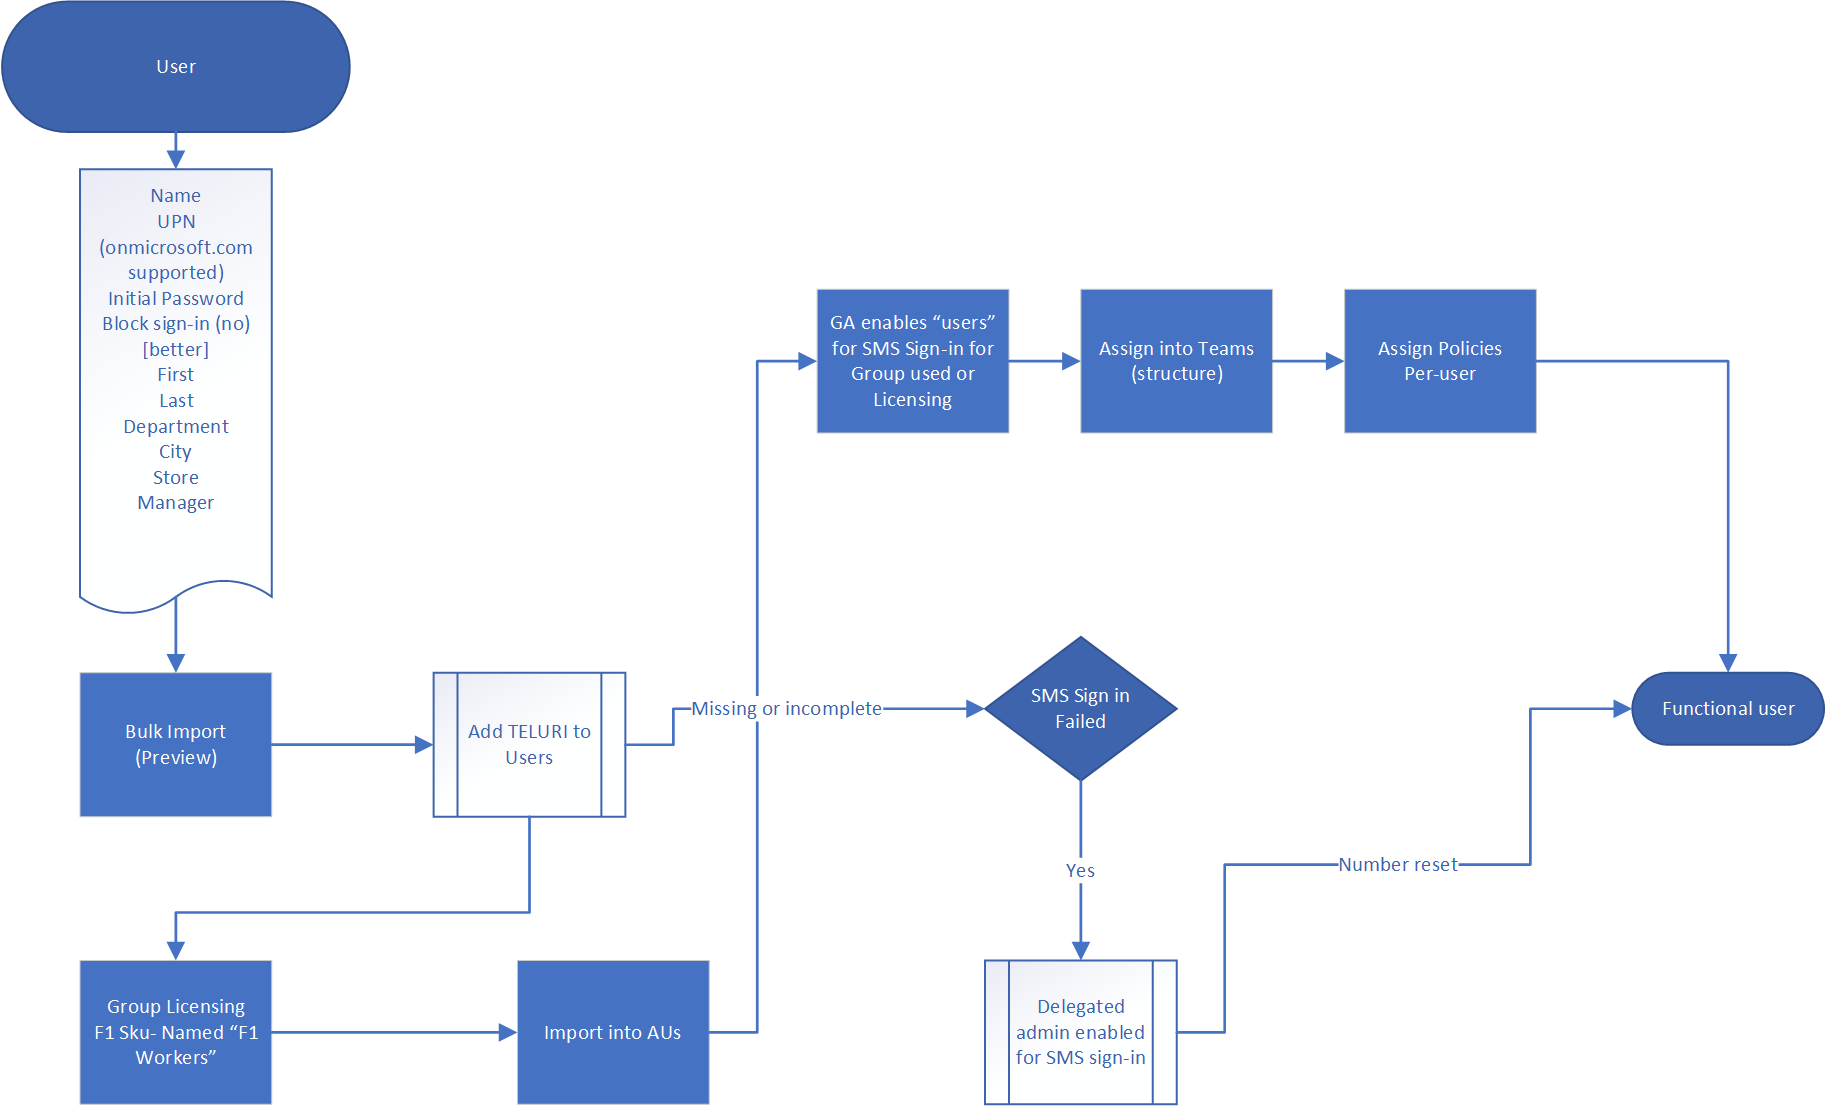 User
Name
UPN
(onmicrosoft.com
supported)
Initial Password
Block sign-in (no)
[better]
First
Last
Department
City
Store
Manager
GA enables “users”
for SMS Sign-in for
Group used or
Licensing
Assign into Teams
(structure)
Assign Policies
Per-user
Bulk Import
(Preview)
Add TELURI to
Users
Missing or incomplete
SMS Sign in
Failed
Functional user
Yes
Number reset
Group Licensing
F1 Sku- Named “F1
Workers”
Import into AUs
Delegated
admin enabled
for SMS sign-in